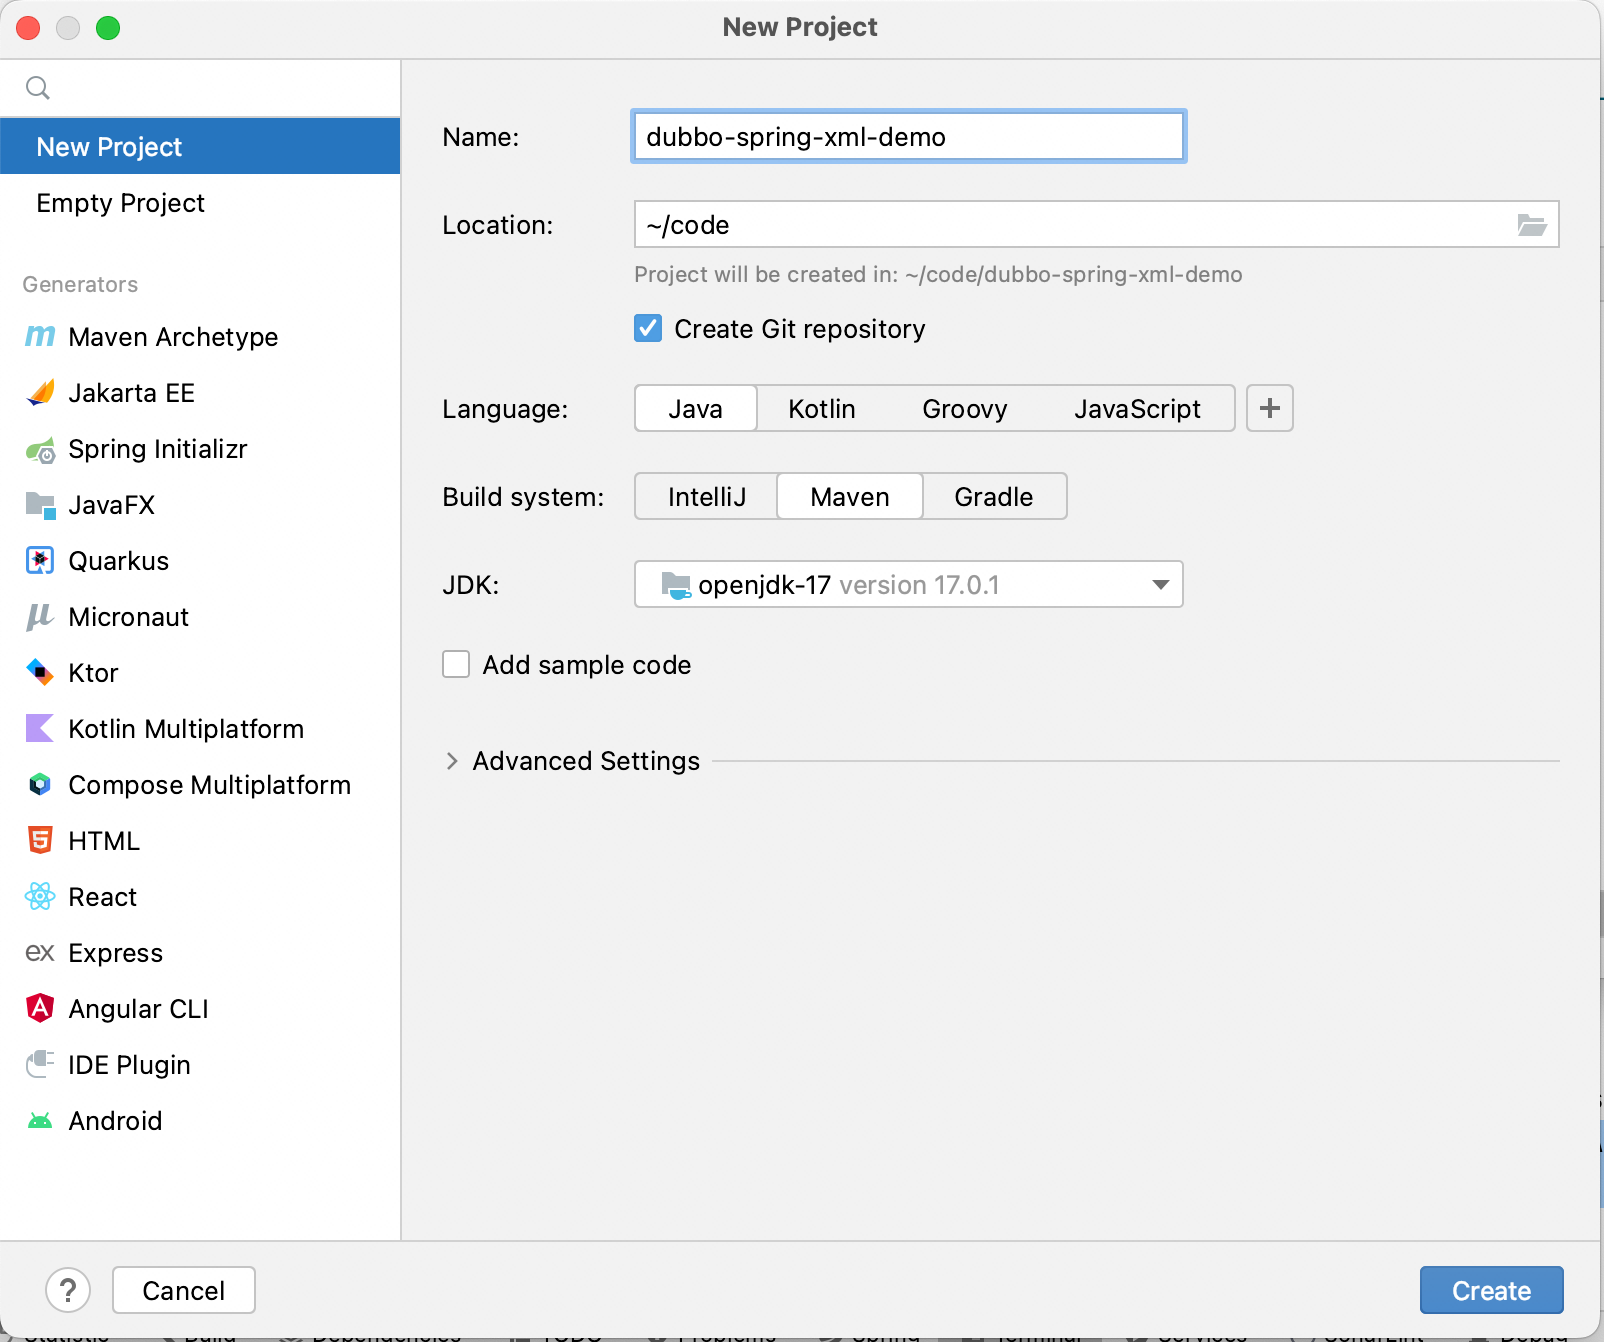 New Project
New Project
Empty Project
Generators
Maven Archetype
Jakarta EE
Spring Initializr
JavaFX
Quarkus
Micronaut
Ktor
Kotlin Multiplatform
Compose Multiplatform
HTML
React
ex Express
Angular CLI
IDE Plugin
Android
Name: dubbo-spring-xml-demo
Location: ~/code
Project will be created in: ~/code/dubbo-spring-xml-demo
Create Git repository
Language: Java Kotlin Groovy JavaScript +
Build system: IntelliJ Maven Gradle
JDK: openjdk-17 version 17.0.1
Add sample code
Advanced Settings
? Cancel Create